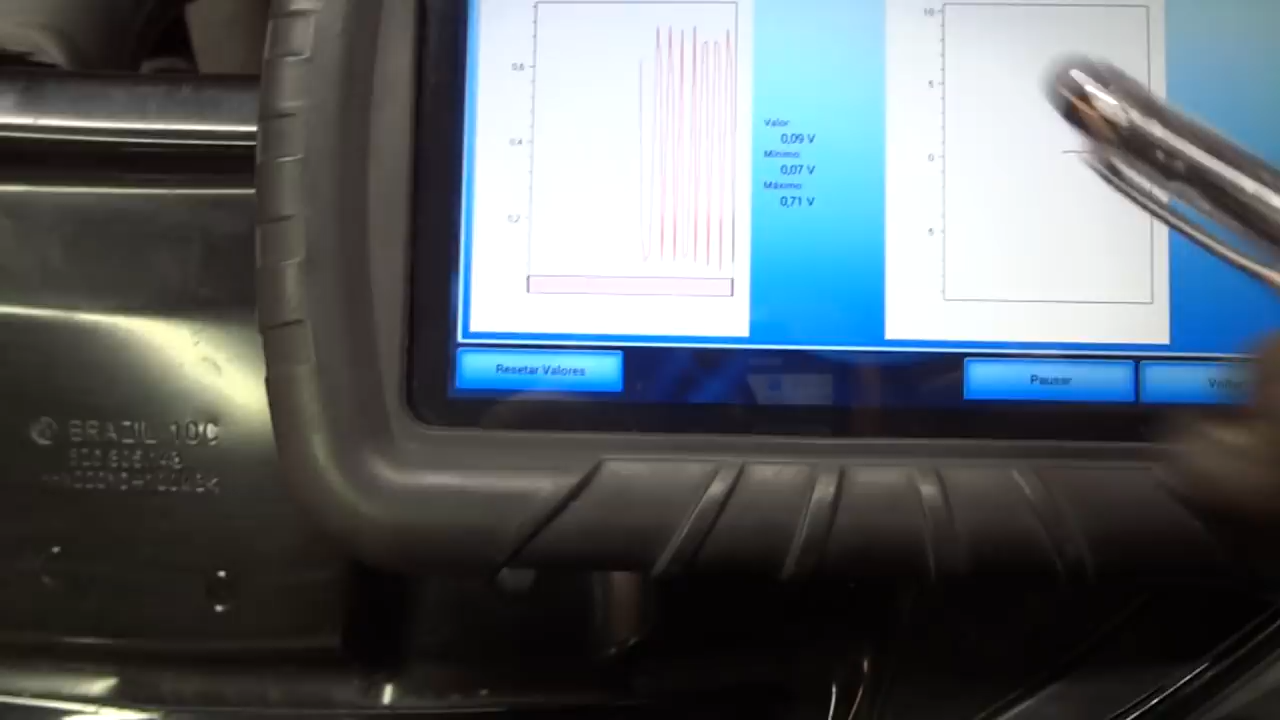 10
0,6
5
Valor:
0,09 V
0,4
Mínimo:
0
0,07 V
Máximo:
0,71 V
0,2
5
Resetar Valores
Pausar
BRAZIL 10C